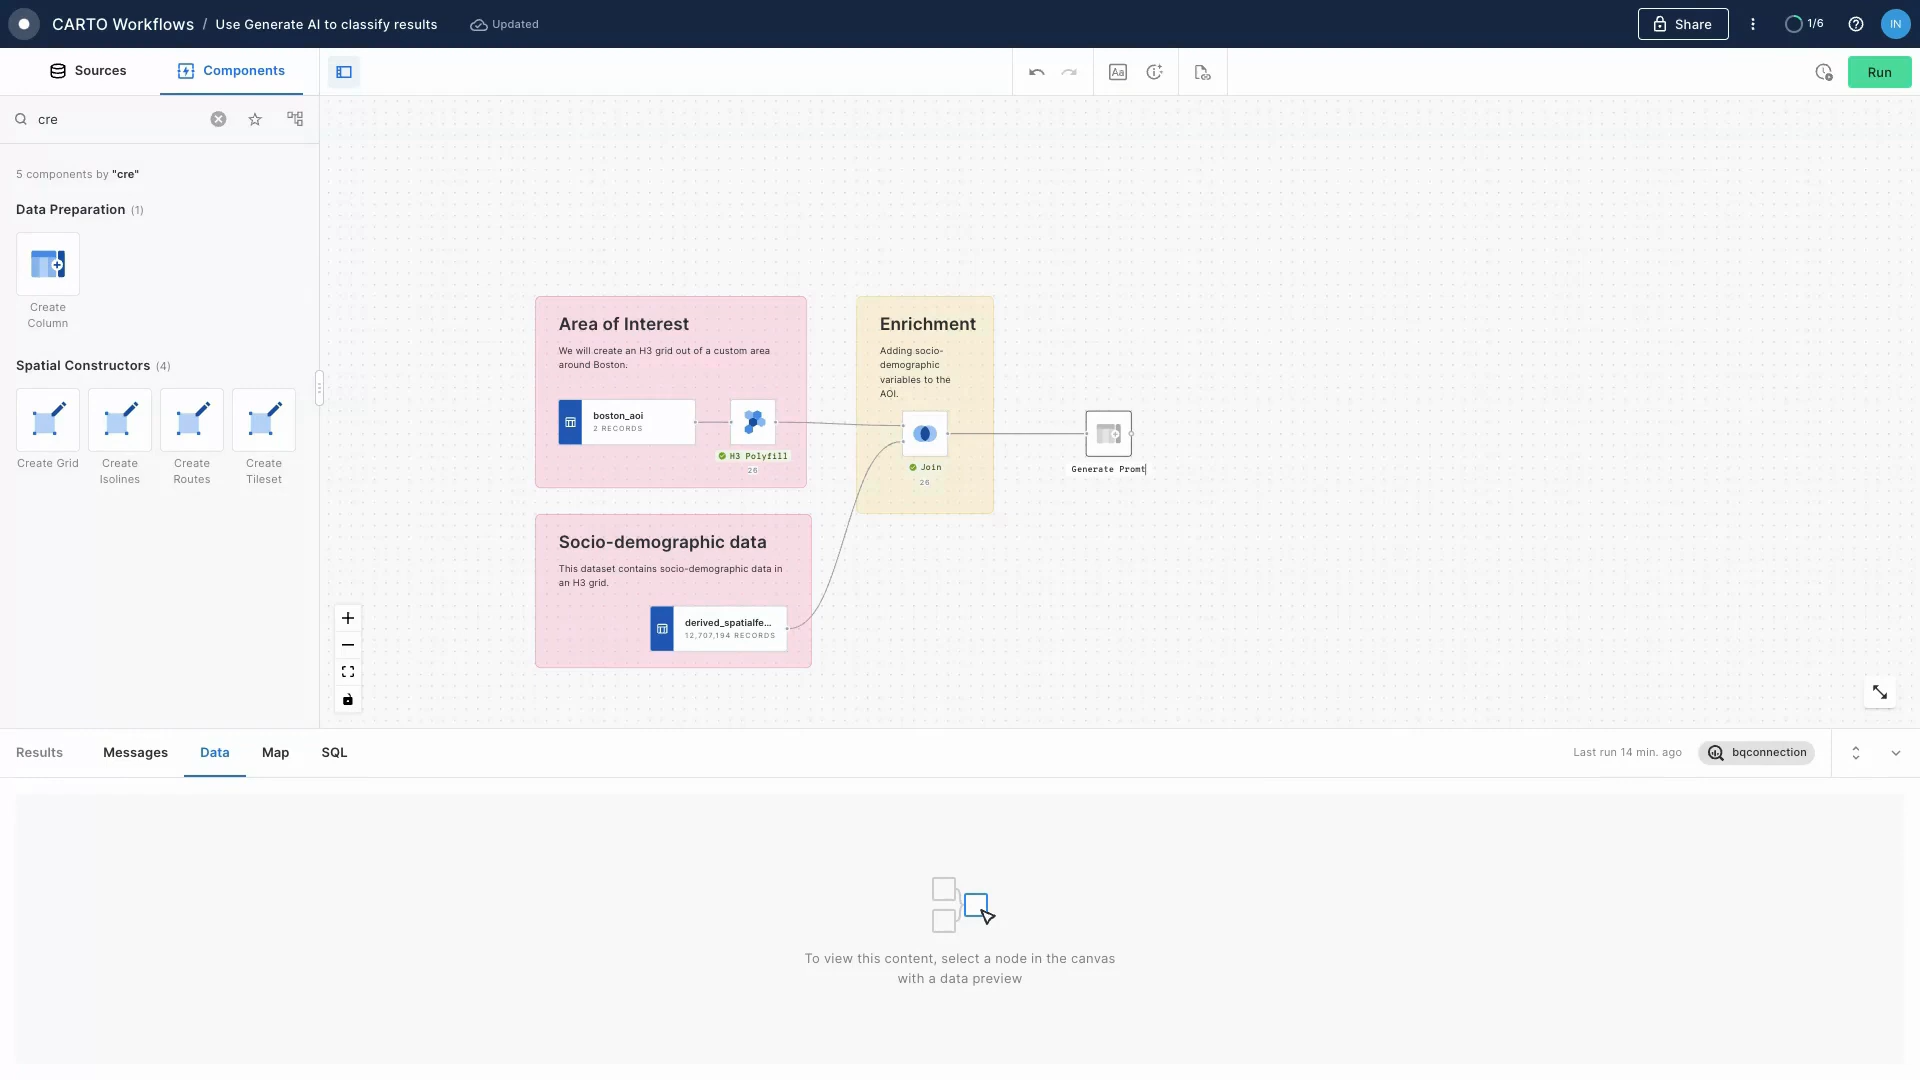 CARTO Workflows / Use Generate AI to classify results Updated Share 1/6 IN
Sources Components Aa Run
cre
5 components by "cre"
Data Preparation (1)
Create
Column
Spatial Constructors (4)
Create Grid
Create
Isolines
Create
Routes
Create
Tileset
Area of Interest
We will create an H3 grid out of a custom area
around Boston.
boston_aoi
2 RECORDS
H3 Polyfill
26
Enrichment
Adding socio-
demographic
variables to the
AOI.
Join
26
Generate Promt
Socio-demographic data
This dataset contains socio-demographic data in
an H3 grid.
derived_spatialfe...
12,707,194 RECORDS
Results Messages Data Map SQL Last run 14 min. ago bqconnection
To view this content, select a node in the canvas
with a data preview